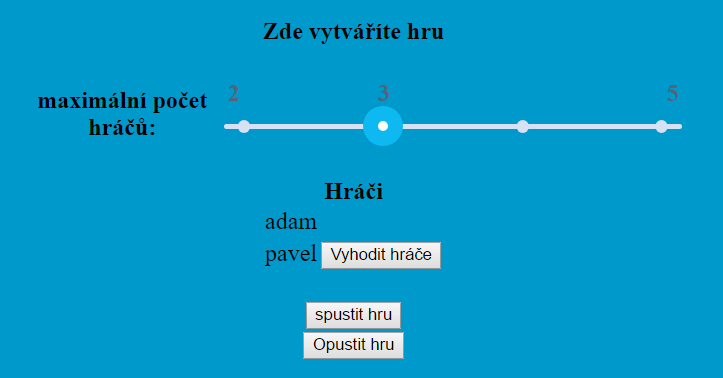 Zde vytváříte hru
2 3 5
maximální počet
hráčů:
Hráči
adam
pavel Vyhodit hráče
spustit hru
Opustit hru